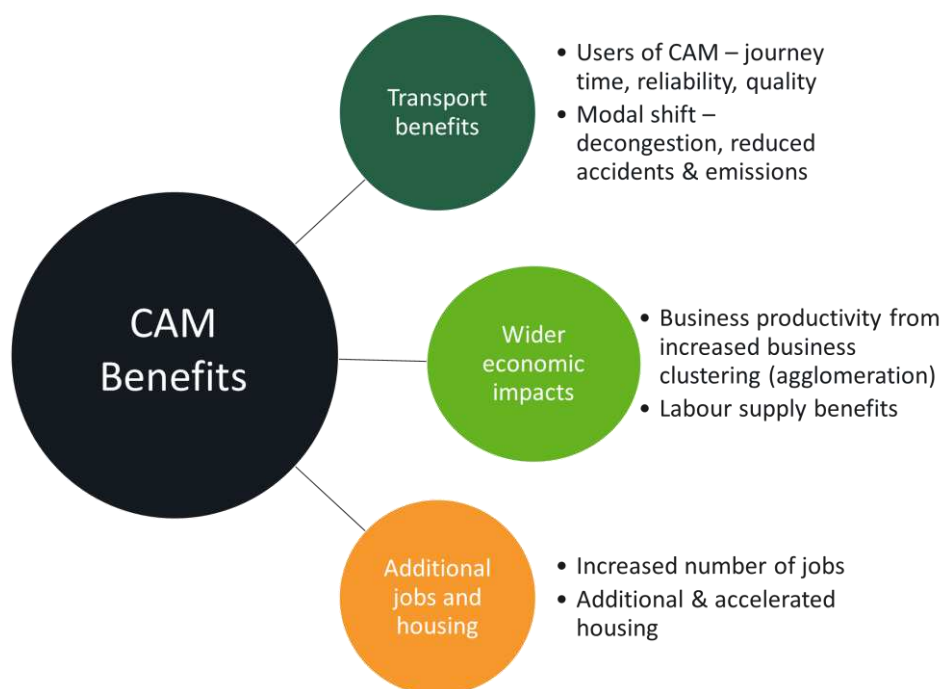 CAM
Benefits
Transport
benefits
• Users of CAM – journey
time, reliability, quality
• Modal shift –
decongestion, reduced
accidents & emissions
Wider
economic
impacts
• Business productivity from
increased business
clustering (agglomeration)
• Labour supply benefits
Additional
jobs and
housing
• Increased number of jobs
• Additional & accelerated
housing